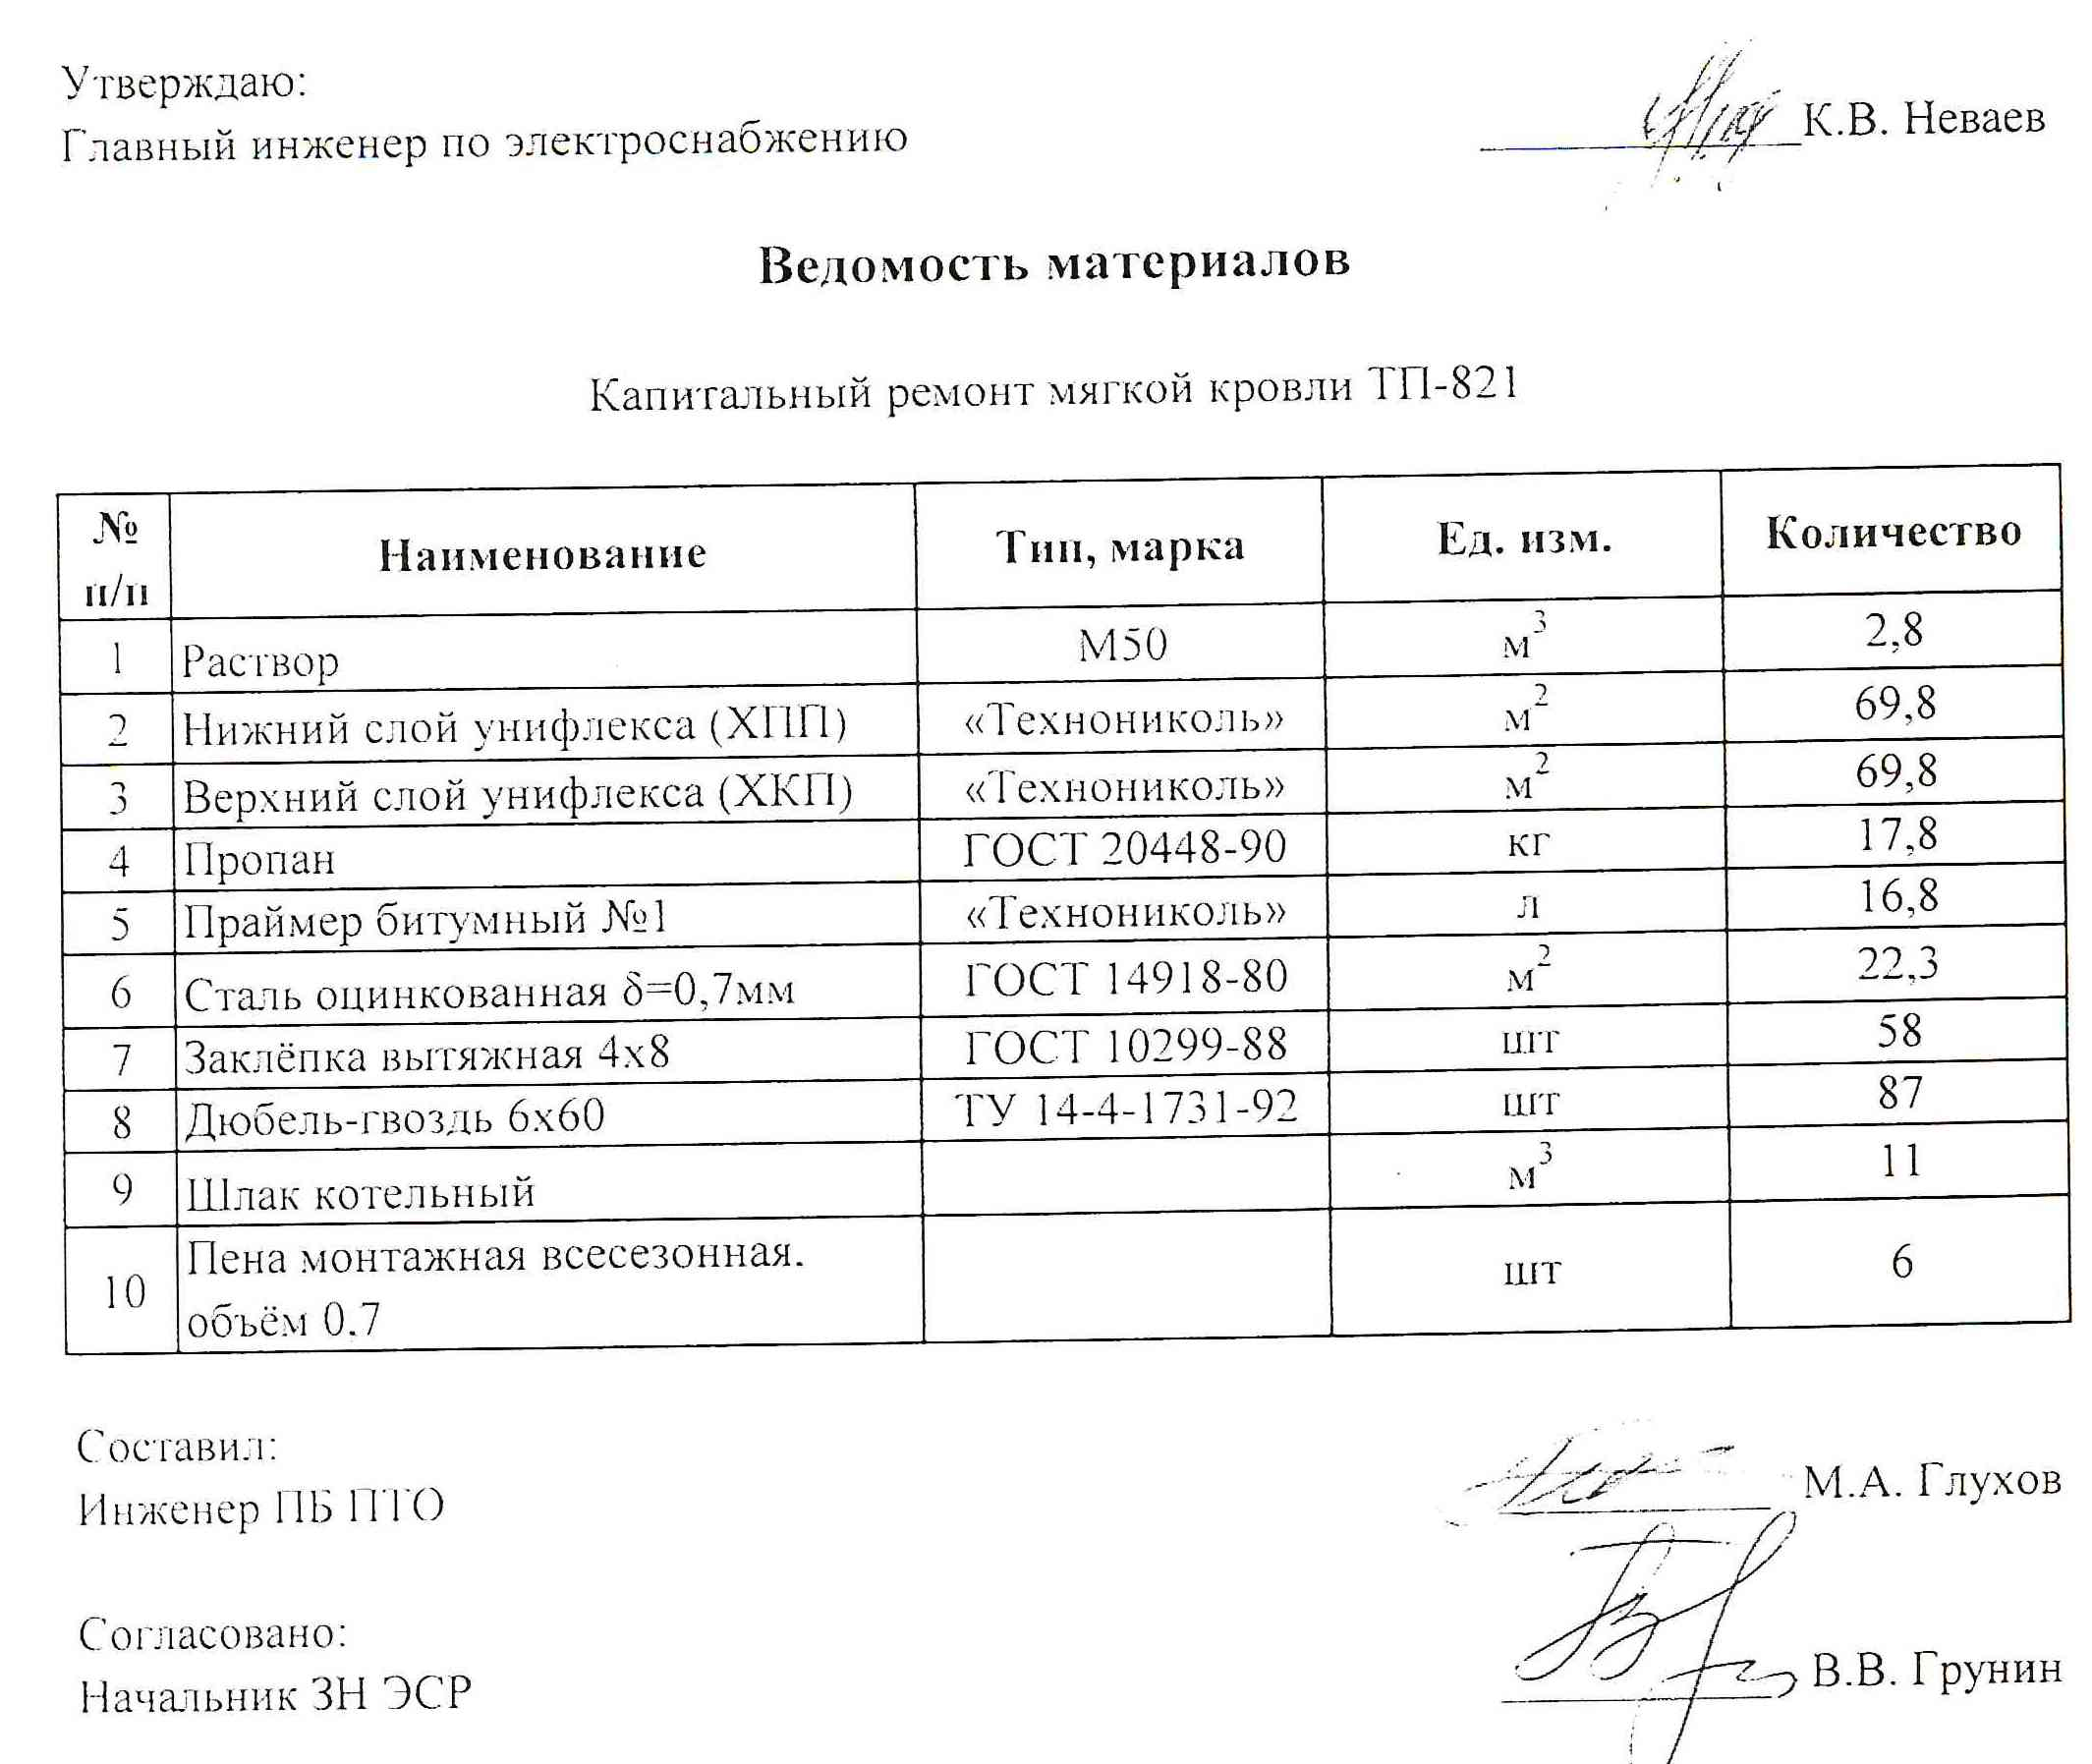 Утверждаю:
Главный инженер по электроснабжению
К.В. Неваев
Ведомость материалов
Капитальный ремонт мягкой кровли ТП-821
№ п/п Наименование Тип, марка Ед. изм. Количество
1 Раствор М50 м³ 2,8
2 Нижний слой унифлекса (ХПП) «Технониколь» м² 69,8
3 Верхний слой унифлекса (ХКП) «Технониколь» м² 69,8
4 Пропан ГОСТ 20448-90 кг 17,8
5 Праймер битумный №1 «Технониколь» л 16,8
6 Сталь оцинкованная δ=0,7мм ГОСТ 14918-80 м² 22,3
7 Заклёпка вытяжная 4х8 ГОСТ 10299-88 шт 58
8 Дюбель-гвоздь 6х60 ТУ 14-4-1731-92 шт 87
9 Шлак котельный м³ 11
10 Пена монтажная всесезонная. шт 6
объём 0.7
Составил:
Инженер ПБ ПТО
М.А. Глухов
Согласовано:
Начальник ЗН ЭСР
В.В. Грунин